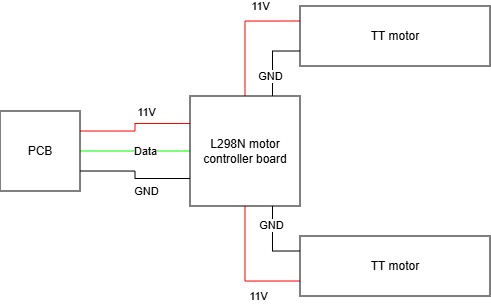 11V
TT motor
GND
11V
PCB
Data
L298N motor
controller board
GND
GND
TT motor
11V